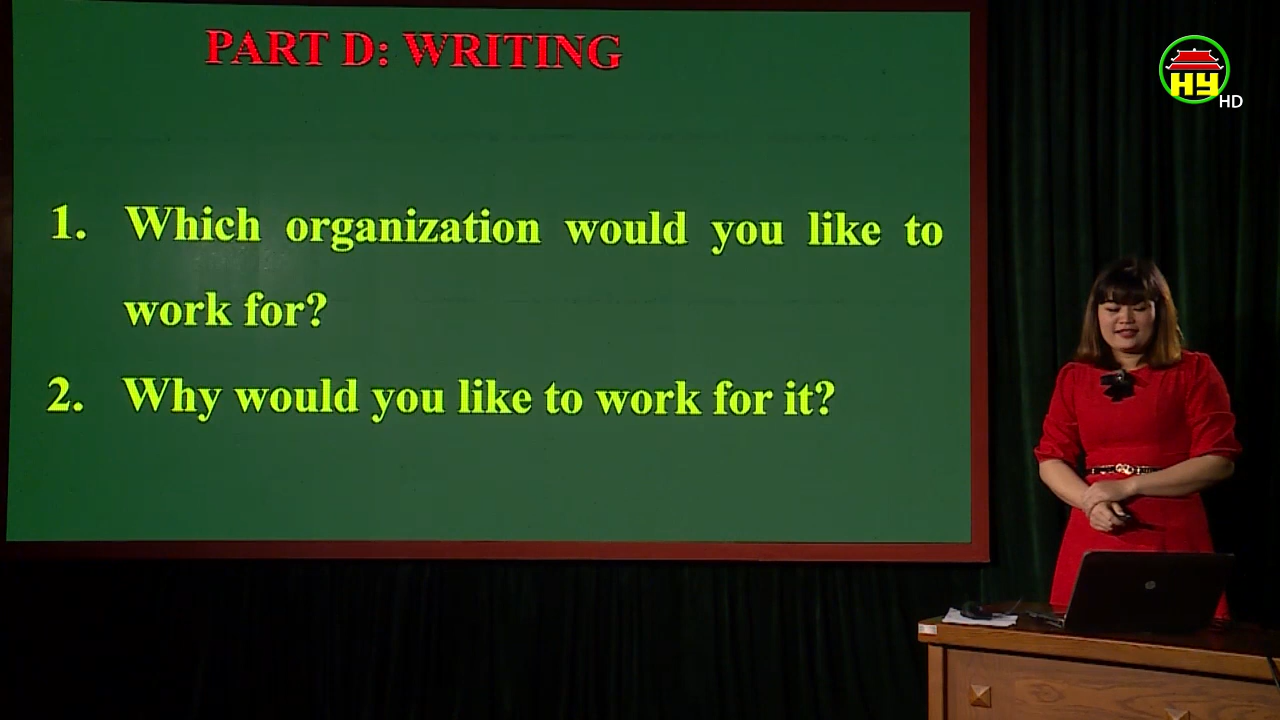 PART D: WRITING
HY
HD
1. Which organization would you like to
work for?
2. Why would you like to work for it?